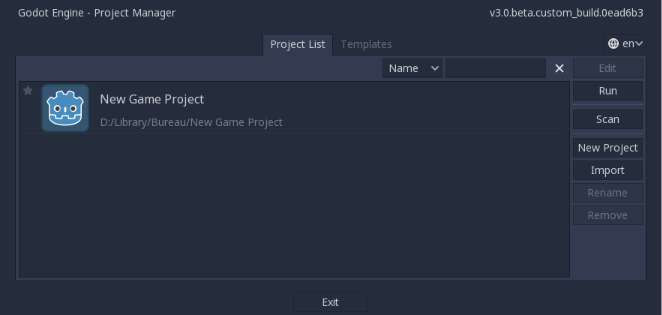 Godot Engine - Project Manager
v3.0.beta.custom_build.0ead6b3
Project List
Templates
en
Name
Edit
New Game Project
D:/Library/Bureau/New Game Project
Run
Scan
New Project
Import
Rename
Remove
Exit